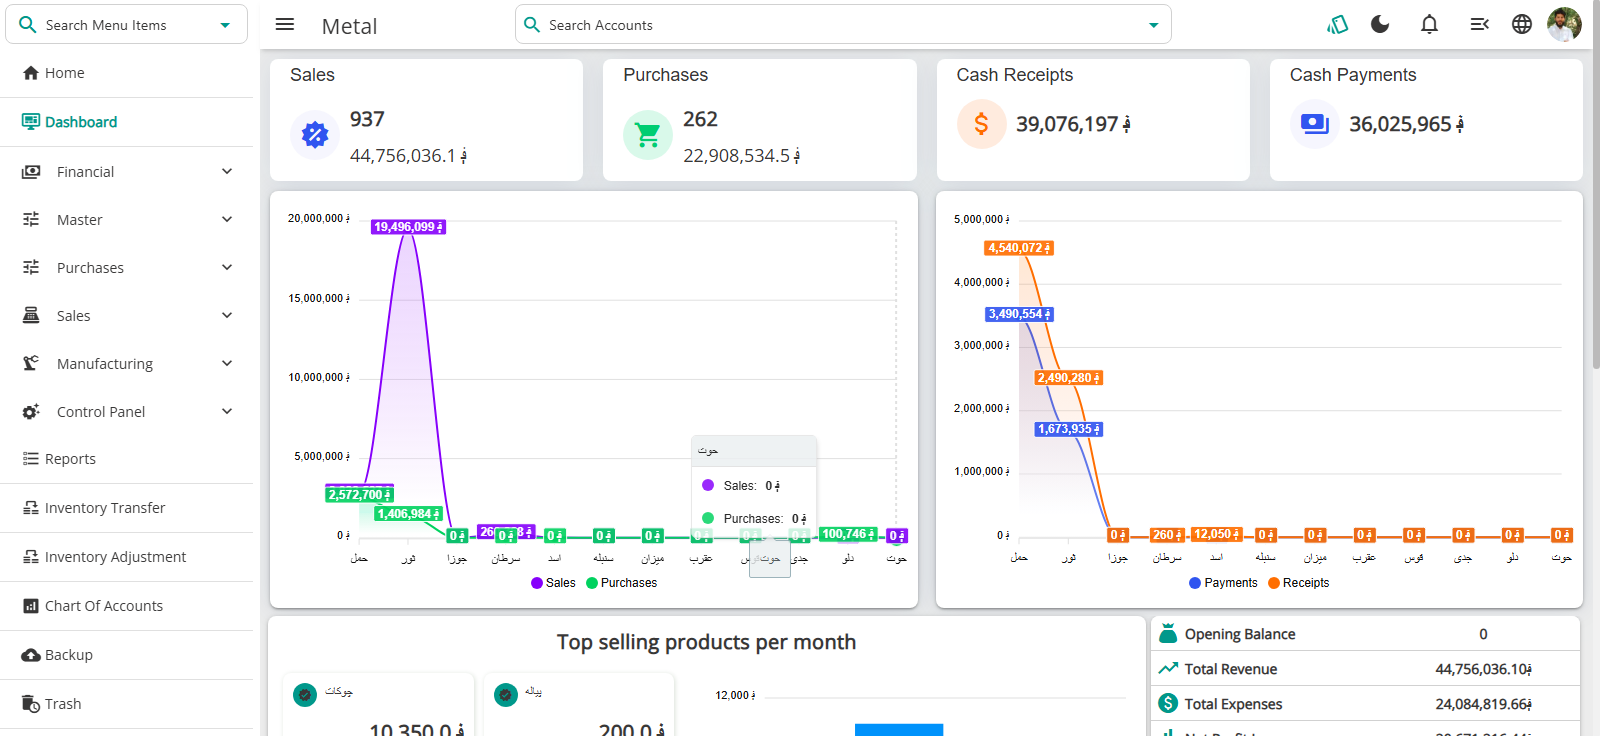 Search Menu Items
Metal
Search Accounts
Home
Dashboard
Financial
Master
Purchases
Sales
Manufacturing
Control Panel
Reports
Inventory Transfer
Inventory Adjustment
Chart Of Accounts
Backup
Trash
Sales
937
44,756,036.1 ؋
Purchases
262
22,908,534.5 ؋
Cash Receipts
39,076,197 ؋
Cash Payments
36,025,965 ؋
20,000,000 ؋
15,000,000 ؋
10,000,000 ؋
5,000,000 ؋
0 ؋
19,496,099 ؋
2,572,700 ؋
1,406,984 ؋
0 ؋
0 ؋
0 ؋
0 ؋
0 ؋
0 ؋
0 ؋
100,746 ؋
0 ؋
حوت
Sales: 0 ؋
Purchases: 0 ؋
حمل
ثور
جوزا
سرطان
اسد
سنبله
میزان
عقرب
حوت
جدی
دلو
حوت
Sales
Purchases
5,000,000 ؋
4,000,000 ؋
3,000,000 ؋
2,000,000 ؋
1,000,000 ؋
0 ؋
4,540,072 ؋
3,490,554 ؋
2,490,280 ؋
1,673,935 ؋
0 ؋
260 ؋
12,050 ؋
0 ؋
0 ؋
0 ؋
0 ؋
0 ؋
0 ؋
0 ؋
حمل
ثور
جوزا
سرطان
اسد
سنبله
میزان
عقرب
قوس
جدی
دلو
حوت
Payments
Receipts
Top selling products per month
چوکات
10,350.0 ؋
پیاله
200.0 ؋
12,000 ؋
Opening Balance 0
Total Revenue 44,756,036.10؋
Total Expenses 24,084,819.66؋